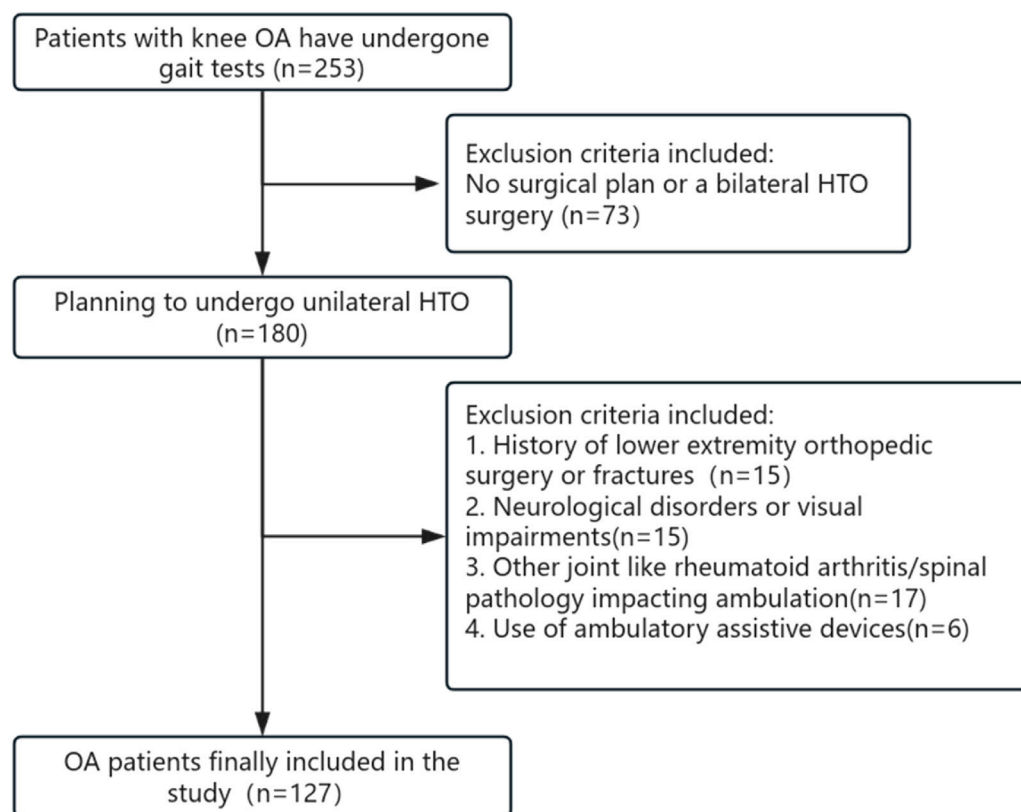 Patients with knee OA have undergone
gait tests (n=253)
Exclusion criteria included:
No surgical plan or a bilateral HTO
surgery (n=73)
Planning to undergo unilateral HTO
(n=180)
Exclusion criteria included:
1. History of lower extremity orthopedic
surgery or fractures  (n=15)
2. Neurological disorders or visual
impairments(n=15)
3. Other joint like rheumatoid arthritis/spinal
pathology impacting ambulation(n=17)
4. Use of ambulatory assistive devices(n=6)
OA patients finally included in the
study  (n=127)